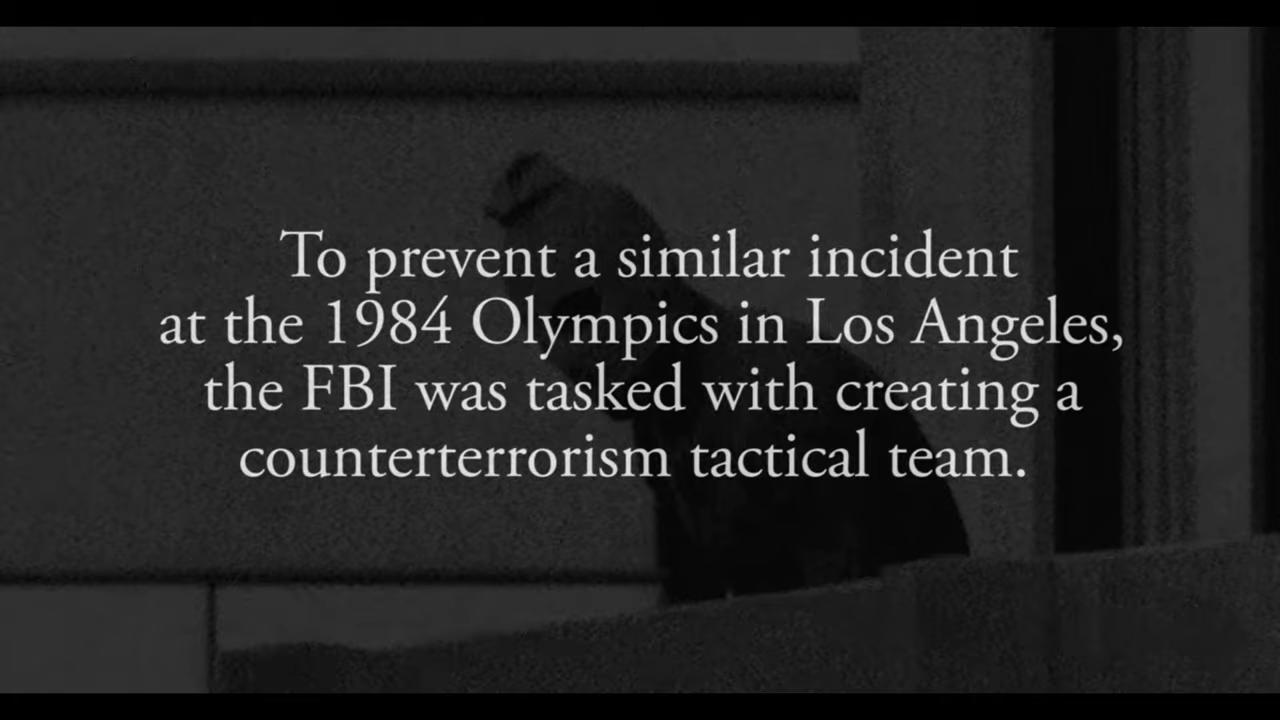 To prevent a similar incident
at the 1984 Olympics in Los Angeles,
the FBI was tasked with creating a
counterterrorism tactical team.